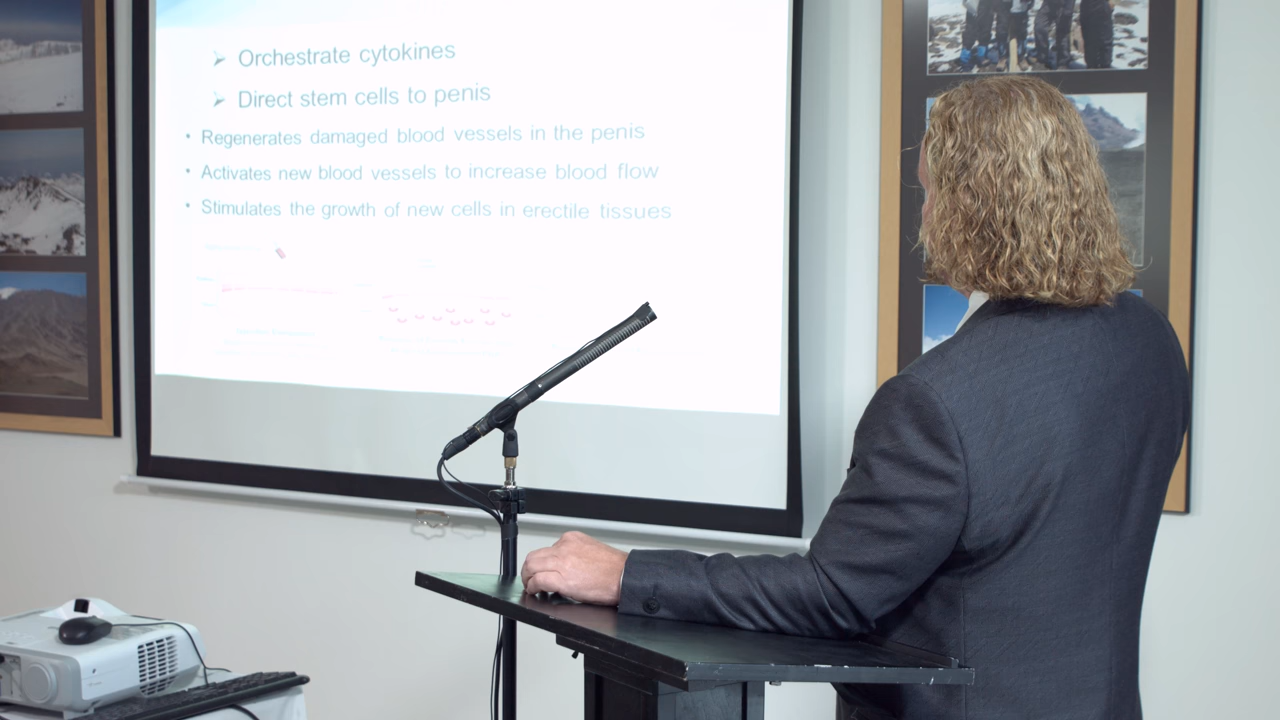 ➢ Orchestrate cytokines
➢ Direct stem cells to penis
• Regenerates damaged blood vessels in the penis
• Activates new blood vessels to increase blood flow
• Stimulates the growth of new cells in erectile tissues